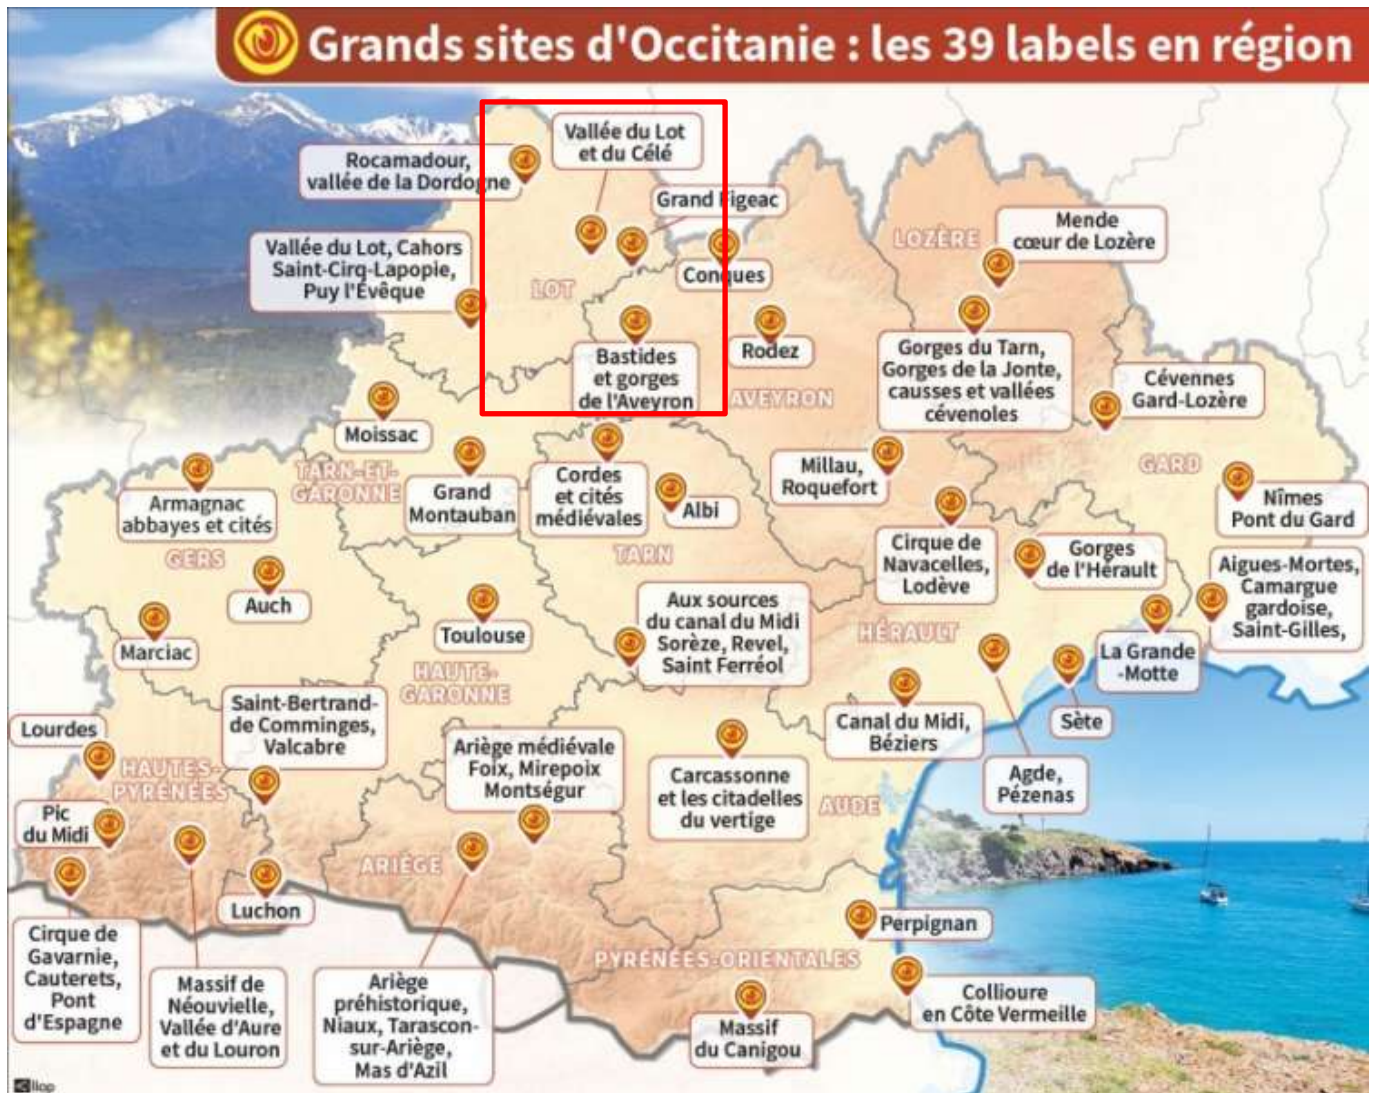 Grands sites d'Occitanie : les 39 labels en région
Vallée du Lot
et du Célé
Rocamadour,
vallée de la Dordogne
Grand Figeac
Vallée du Lot, Cahors
Saint-Cirq-Lapopie,
Puy l'Évêque
LOT
Conques
LOZÈRE
Mende
cœur de Lozère
Bastides
et gorges
de l'Aveyron
Rodez
AVEYRON
Gorges du Tarn,
Gorges de la Jonte,
causses et vallées
cévenoles
Cévennes
Gard-Lozère
Moissac
TARN-ET-
GARONNE
Grand
Montauban
Cordes
et cités
médiévales
Albi
TARN
Millau,
Roquefort
GARD
Nîmes
Pont du Gard
Armagnac
abbayes et cités
GERS
Auch
Marciac
Toulouse
HAUTE-
GARONNE
Aux sources
du canal du Midi
Sorèze, Revel,
Saint Ferréol
Cirque de
Navacelles,
Lodève
Gorges
de l'Hérault
HÉRAULT
Aigues-Mortes,
Camargue
gardoise,
Saint-Gilles,
La Grande
-Motte
Sète
Canal du Midi,
Béziers
Agde,
Pézenas
Lourdes
HAUTES-
PYRÉNÉES
Saint-Bertrand-
de Comminges,
Valcabre
Ariège médiévale
Foix, Mirepoix
Montségur
Carcassonne
et les citadelles
du vertige
AUDE
Pic
du Midi
ARIÈGE
Luchon
Cirque de
Gavarnie,
Cauterets,
Pont
d'Espagne
Massif de
Néouvielle,
Vallée d'Aure
et du Louron
Ariège
préhistorique,
Niaux, Tarascon-
sur-Ariège,
Mas d'Azil
Perpignan
PYRÉNÉES-ORIENTALES
Massif
du Canigou
Collioure
en Côte Vermeille